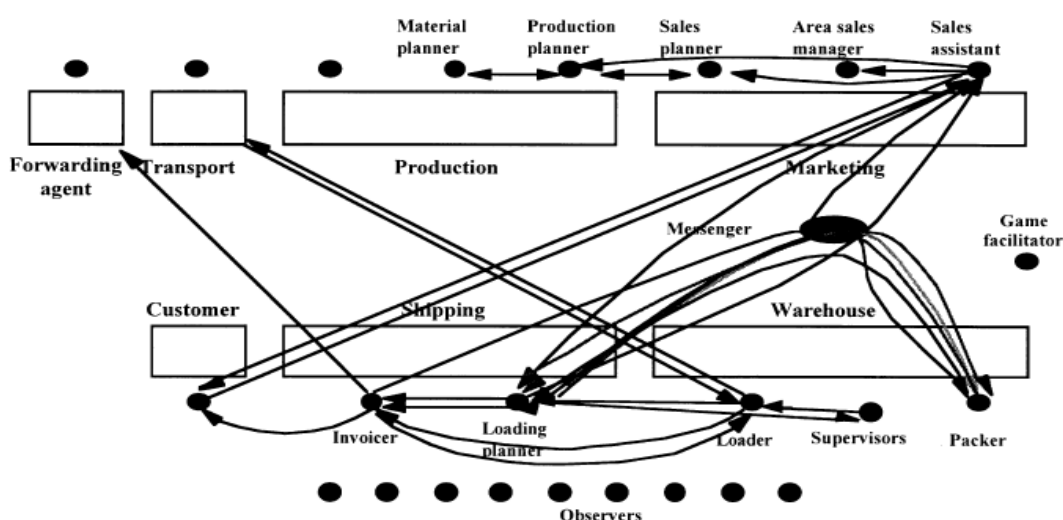 Material
planner
Production
planner
Sales
planner
Area sales
manager
Sales
assistant
Forwarding
agent
Transport
Production
Marketing
Messenger
Game
facilitator
Customer
Shipping
Warehouse
Invoicer
Loading
planner
Loader
Supervisors
Packer
Observers